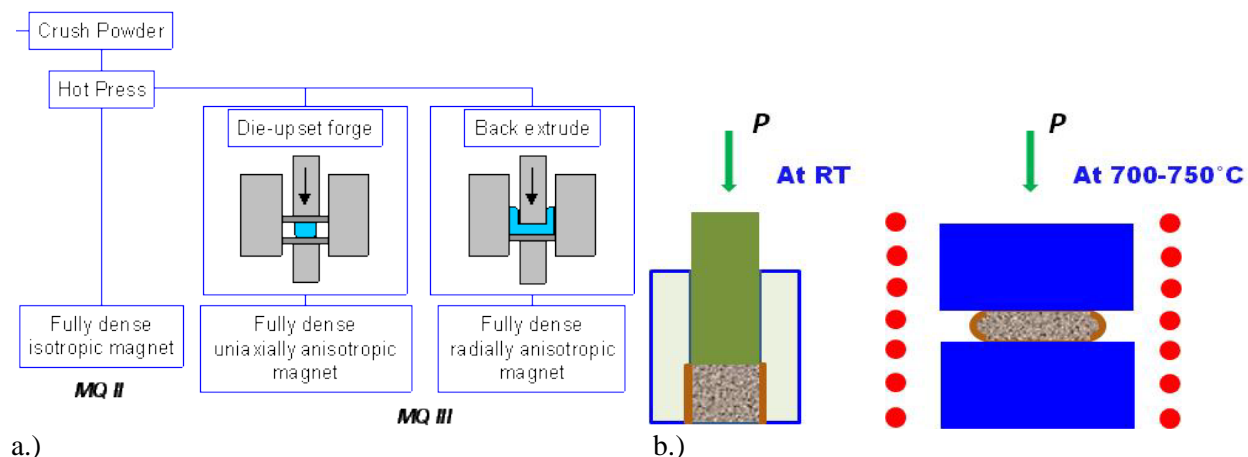 Crush Powder
Hot Press
Die-upset forge
Back extrude
Fully dense
isotropic magnet
Fully dense
uniaxially anisotropic
magnet
Fully dense
radially anisotropic
magnet
MQ II
MQ III
a.)
P
At RT
P
At 700-750°C
b.)